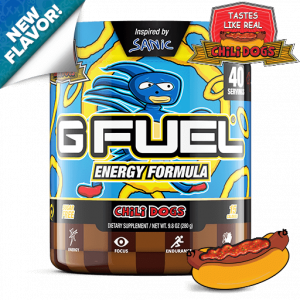 NEW
FLAVOR!
Inspired by
SANIC
TASTES
LIKE REAL
CHILI DOGS
40
SERVINGS
G FUEL
ENERGY FORMULA
CHILI DOGS
DIETARY SUPPLEMENT / NET WT. 9.8 OZ (280 g)
ENERGY
FOCUS
ENDURANCE